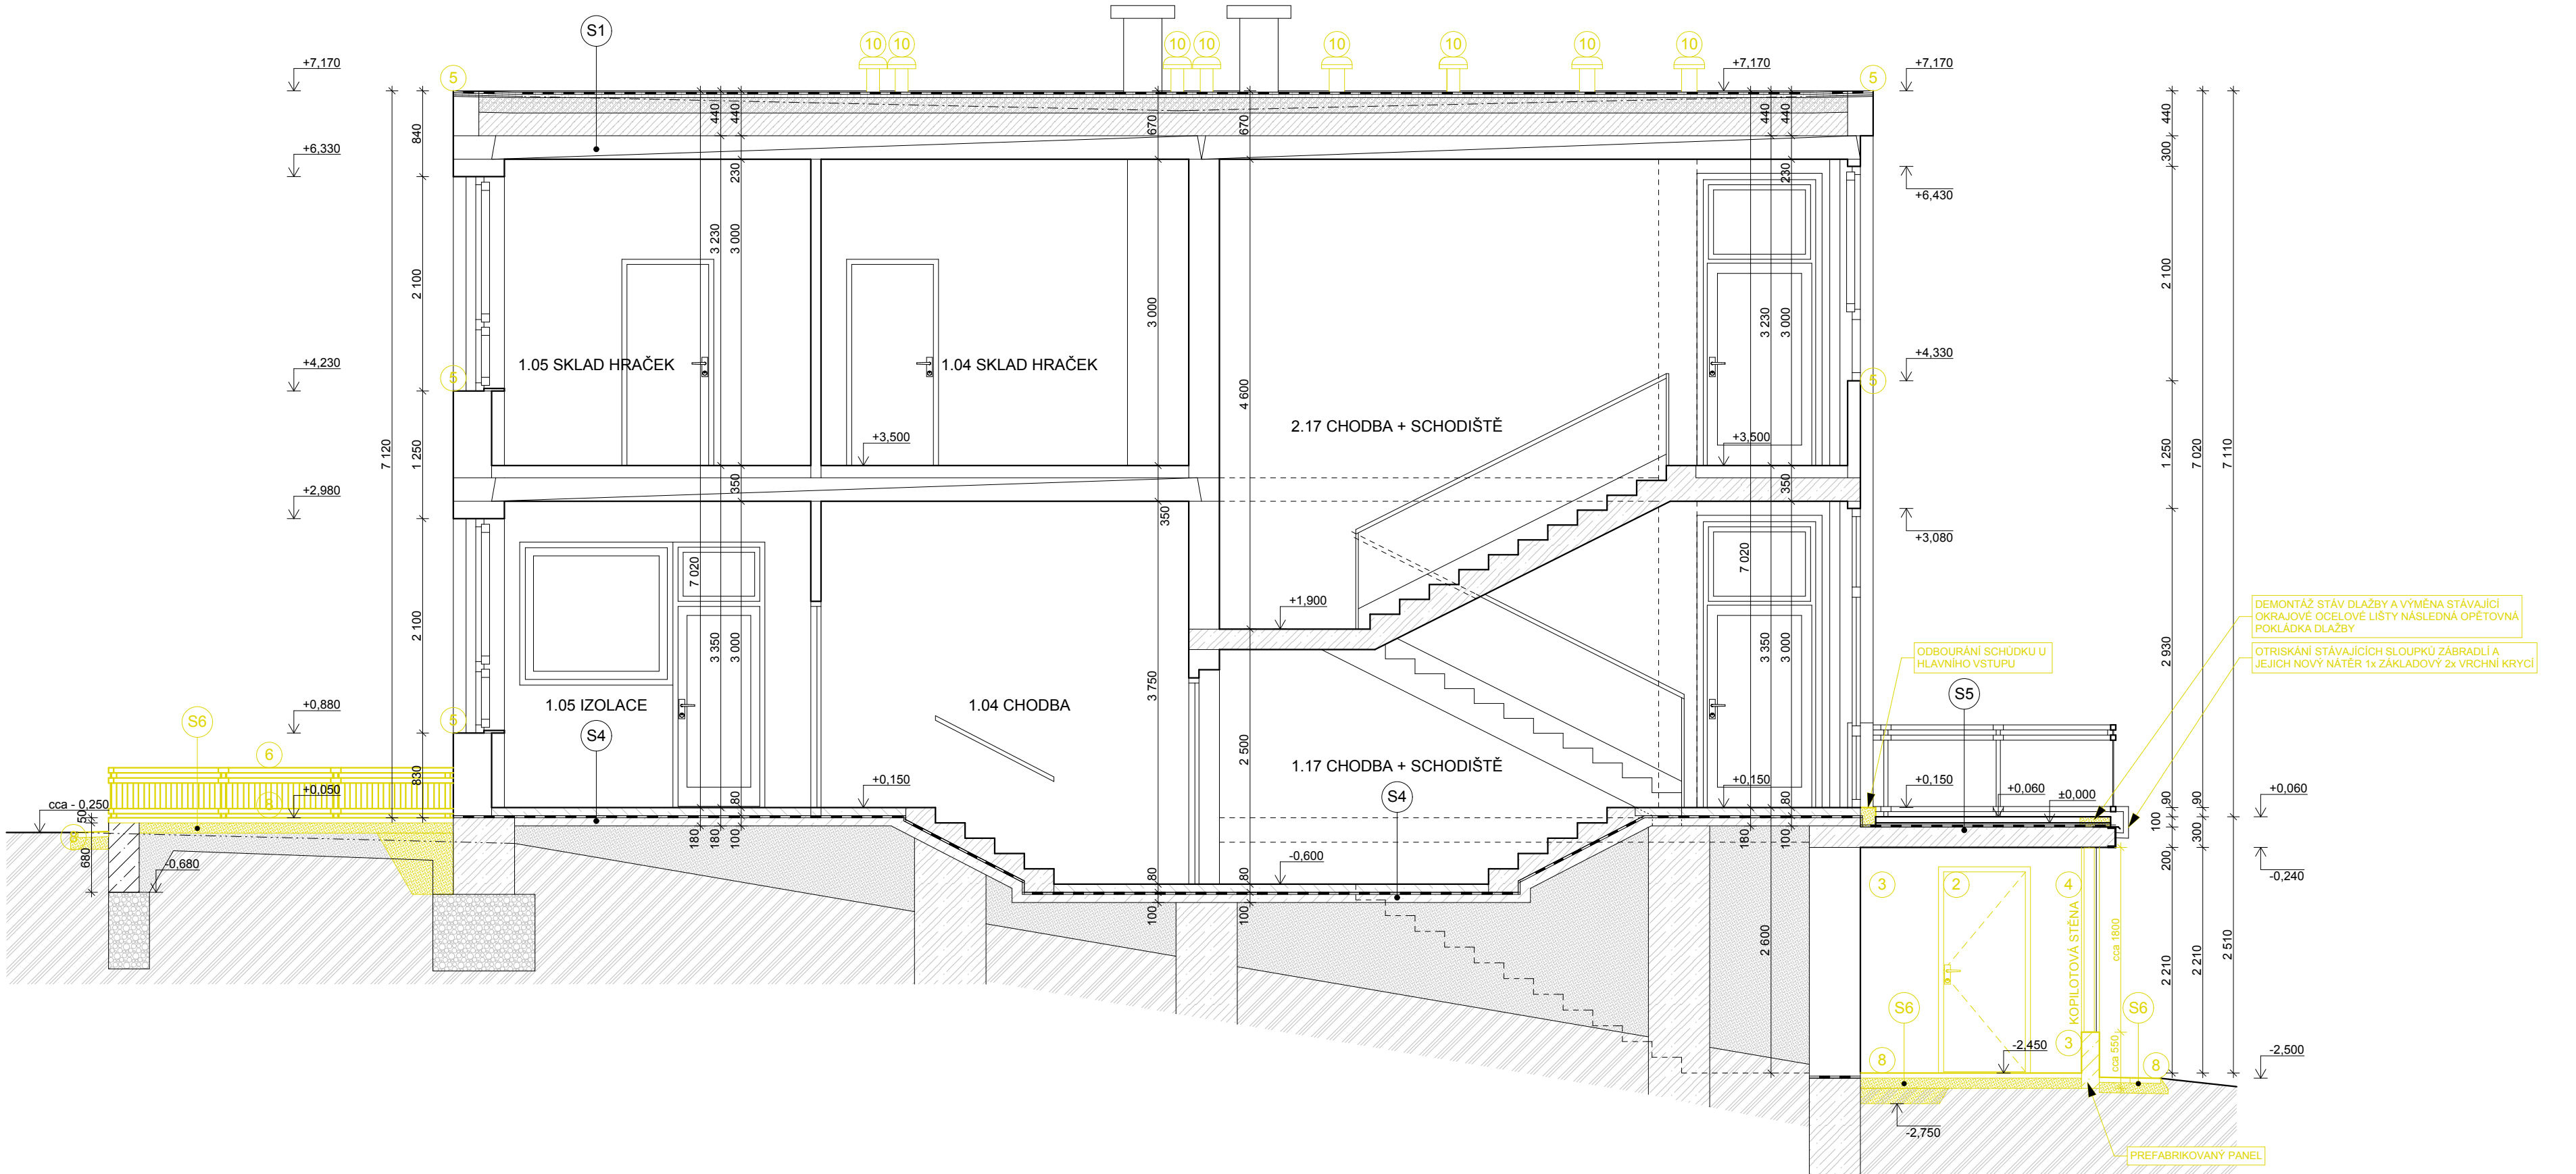 S1
10 10 10 10 10 10 10 10
5 5
+7,170 +7,170 +7,170
440 440 670 670 440 440 440
840
+6,330
300
230 230
+6,430
7 120
2 100
3 230 3 000
3 000
4 600
3 230 3 000
2 100
+4,230
+4,330
5 5
1.05 SKLAD HRAČEK
1.04 SKLAD HRAČEK
2.17 CHODBA + SCHODIŠTĚ
+3,500 +3,500
1 250
1 250 7 020 7 110
+2,980
350 350 350
+3,080
7 020 7 020
+1,900
2 100
3 350 3 000
3 750
2 500
3 350 3 000
2 930
DEMONTÁŽ STÁV DLAŽBY A VÝMĚNA STÁVAJÍCÍ
OKRAJOVÉ OCELOVÉ LIŠTY NÁSLEDNÁ OPĚTOVNÁ
POKLÁDKA DLAŽBY
ODBOURÁNÍ SCHŮDKU U
HLAVNÍHO VSTUPU
OTRISKÁNÍ STÁVAJÍCÍCH SLOUPKŮ ZÁBRADLÍ A
JEJICH NOVÝ NÁTĚR 1x ZÁKLADOVÝ 2x VRCHNÍ KRYCÍ
S5
+0,880
5
1.05 IZOLACE
S4
1.04 CHODBA
1.17 CHODBA + SCHODIŠTĚ
S4
S6
6
8
8
830
+0,150 +0,150 +0,150
+0,050
cca - 0,250
50
680
-0,680
+0,060
±0,000
+0,060
80 80 80 80
180 180 100 100 100 180 100
90 90
100 300
200
-0,240
-0,600
2 600
3 2 4
KOPILOTOVÁ STĚNA
cca 1800
2 210 2 210 2 510
S6 S6
-2,450
3
cca 550
8 8
-2,500
-2,750
PREFABRIKOVANÝ PANEL